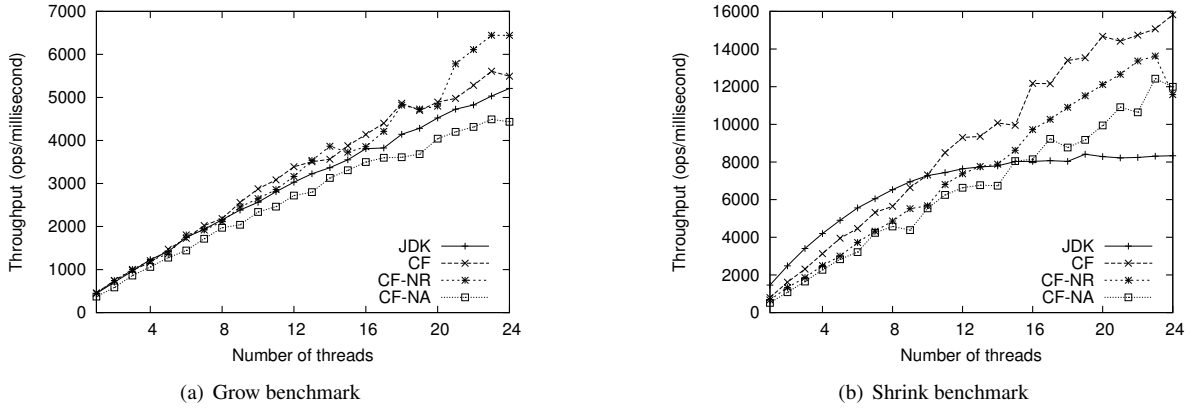 7000
6000
5000
4000
3000
2000
1000
0
Throughput (ops/millisecond)
4 8 12 16 20 24
Number of threads
JDK
CF
CF-NR
CF-NA
(a) Grow benchmark
16000
14000
12000
10000
8000
6000
4000
2000
0
Throughput (ops/millisecond)
4 8 12 16 20 24
Number of threads
JDK
CF
CF-NR
CF-NA
(b) Shrink benchmark